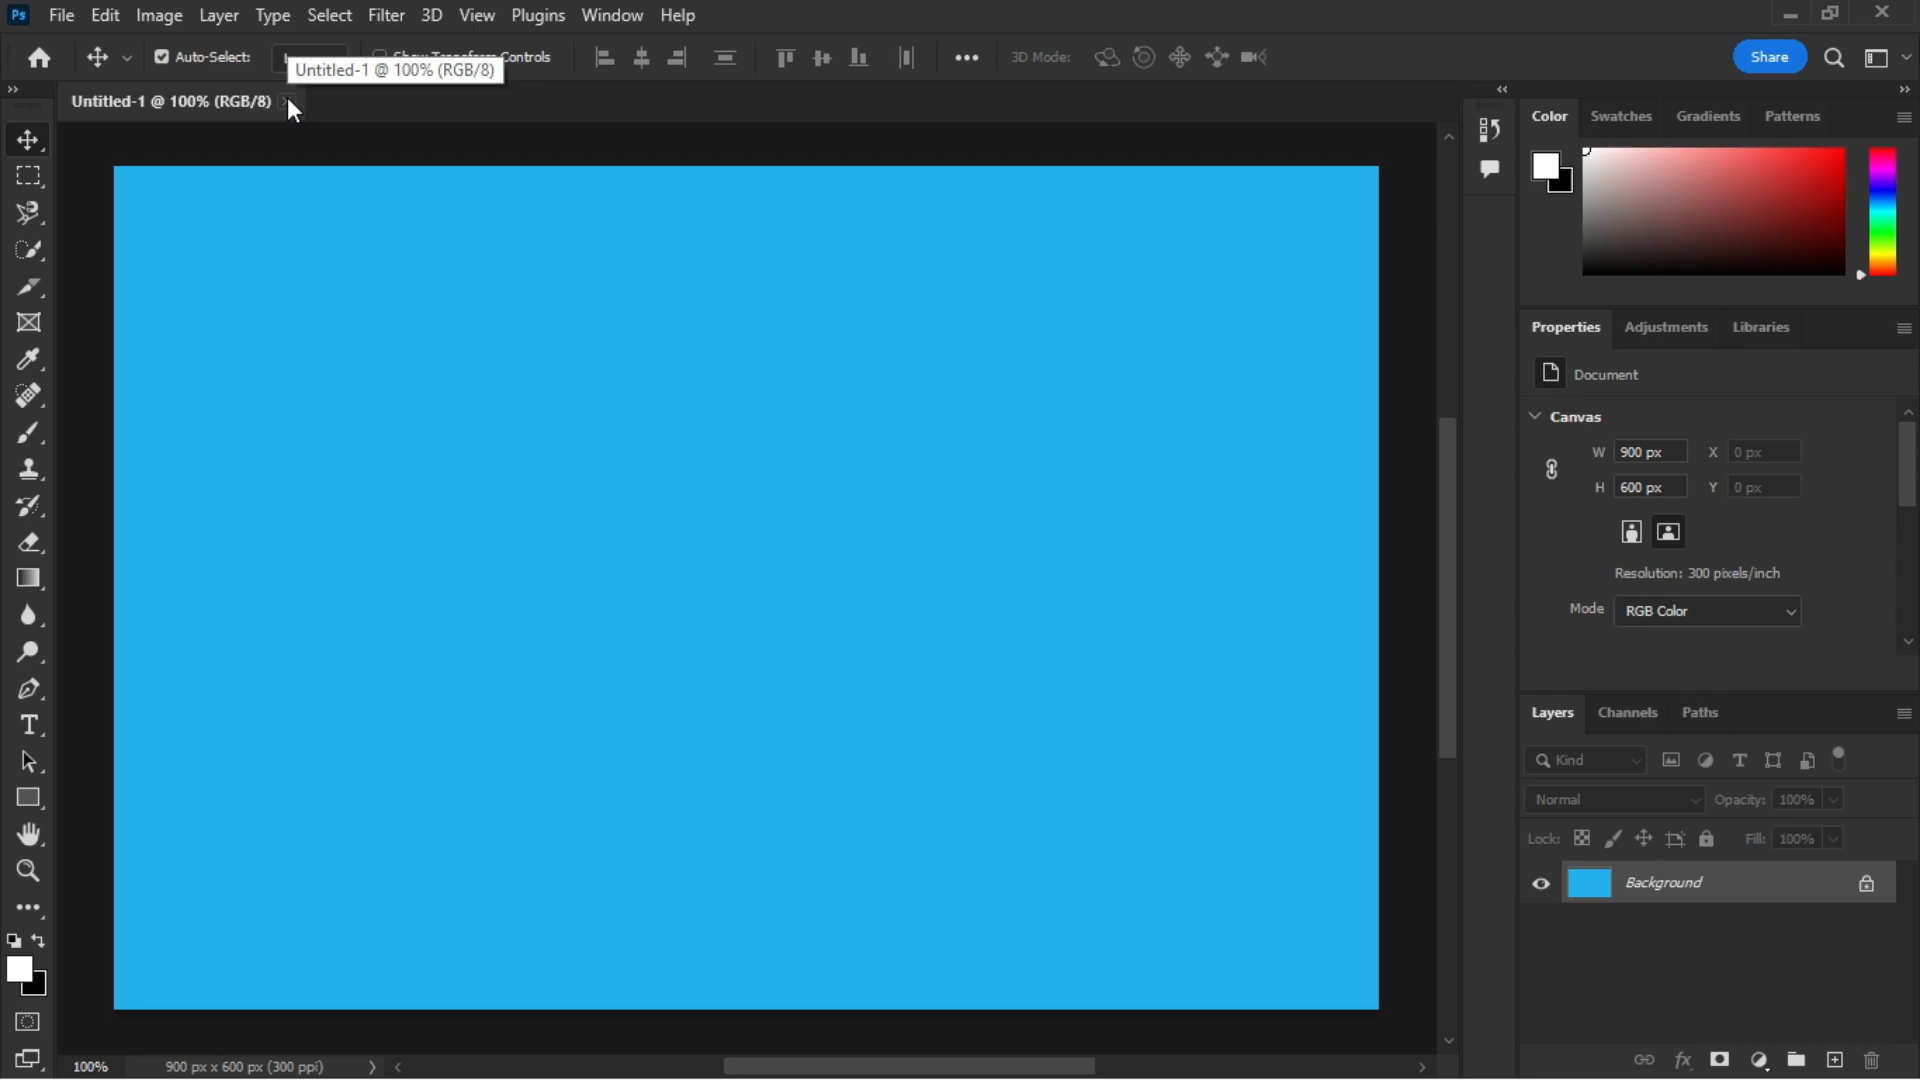 Ps File Edit Image Layer Type Select Filter 3D View Plugins Window Help
Auto-Select: Show Transform Controls 3D Mode: Share
Untitled-1 @ 100% (RGB/8)
Untitled-1 @ 100% (RGB/8)
Color Swatches Gradients Patterns
Properties Adjustments Libraries
Document
Canvas
W 900 px X 0 px
H 600 px Y 0 px
Resolution: 300 pixels/inch
Mode RGB Color
Layers Channels Paths
Kind
Normal Opacity: 100%
Lock: Fill: 100%
Background
100% 900 px x 600 px (300 ppi)